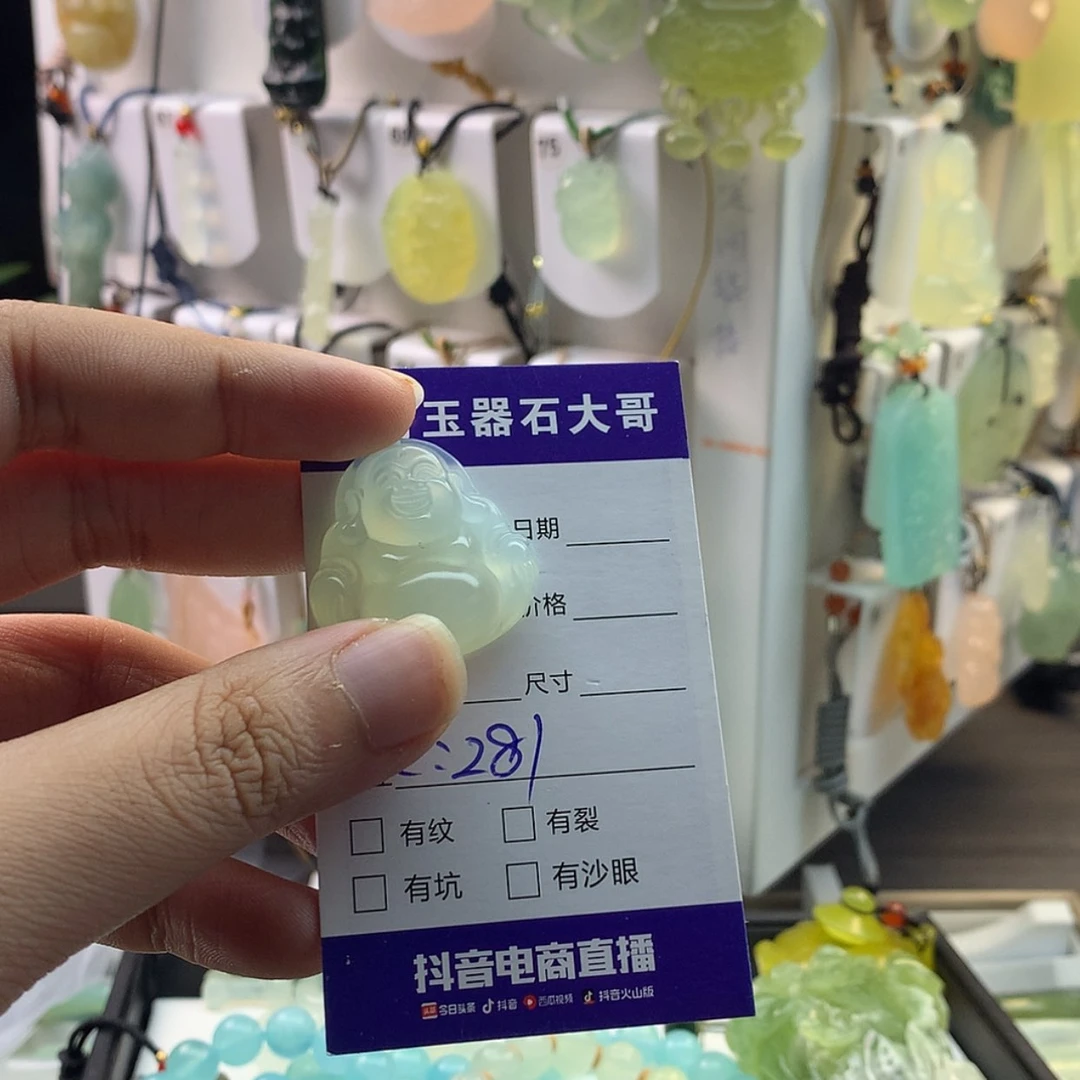 75
玉器石大哥
日期
价格
尺寸
:281
有纹 有裂
有坑 有沙眼
抖音电商直播
今日头条 抖音 西瓜视频 抖音火山版